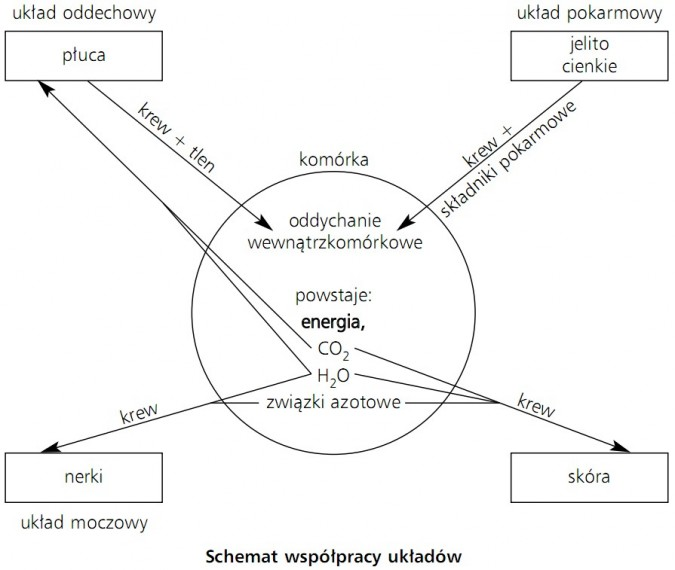 układ oddechowy
układ pokarmowy
płuca
jelito
cienkie
krew + tlen
krew +
składniki pokarmowe
komórka
oddychanie
wewnątrzkomórkowe
powstaje:
energia,
CO₂
H₂O
związki azotowe
krew
krew
nerki
skóra
układ moczowy
Schemat współpracy układów